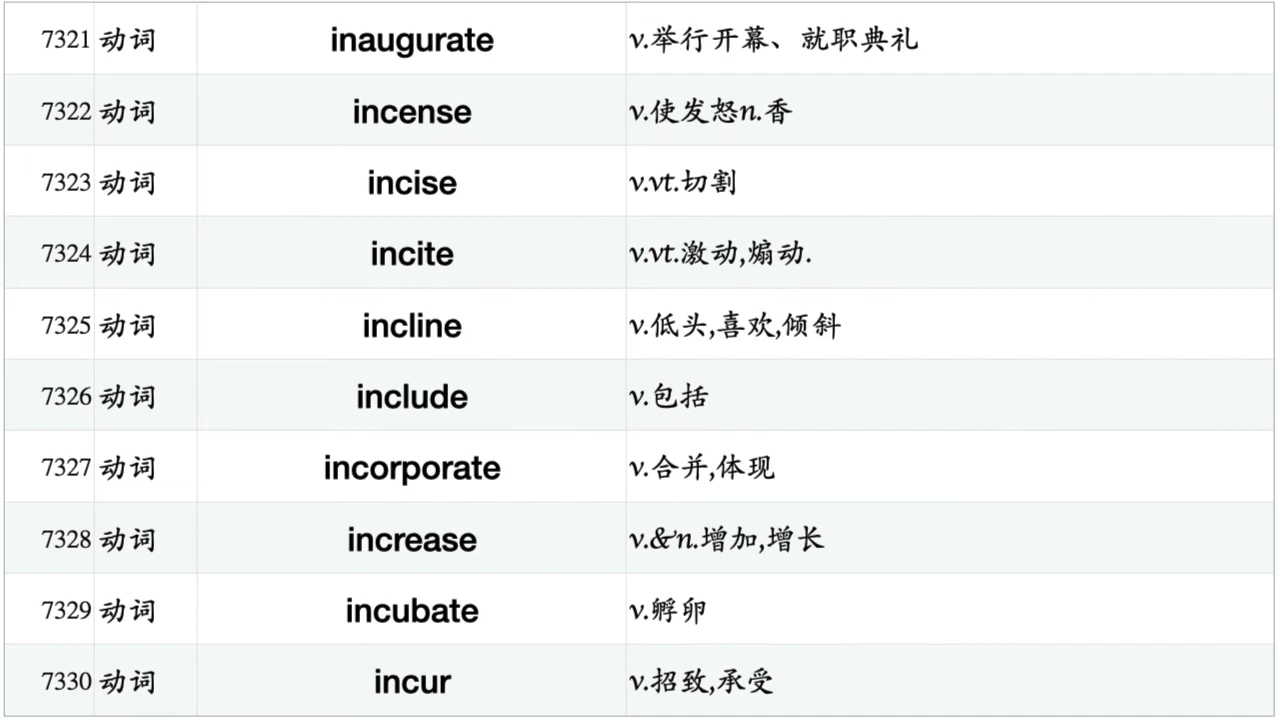 7321 动词 inaugurate v.举行开幕、就职典礼
7322 动词 incense v.使发怒n.香
7323 动词 incise v.vt.切割
7324 动词 incite v.vt.激动,煽动.
7325 动词 incline v.低头,喜欢,倾斜
7326 动词 include v.包括
7327 动词 incorporate v.合并,体现
7328 动词 increase v.&n.增加,增长
7329 动词 incubate v.孵卵
7330 动词 incur v.招致,承受